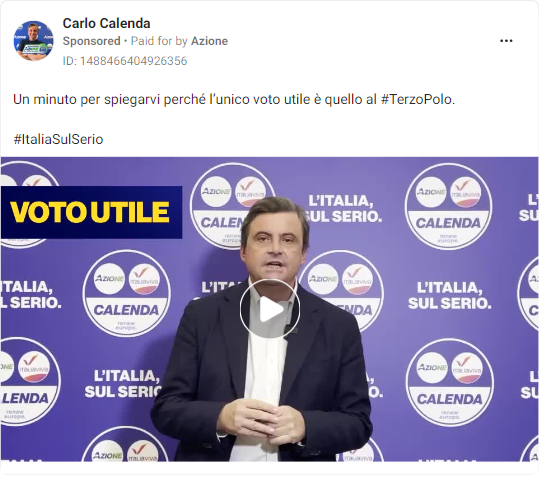 Carlo Calenda
Sponsored • Paid for by Azione
ID: 1488466404926356
Un minuto per spiegarvi perché l'unico voto utile è quello al #TerzoPolo.
#ItaliaSulSerio
VOTO UTILE
AZIONE
ITALIAVIVA
CALENDA
renew
europe.
L'ITALIA,
SUL SERIO.
AZIONE
ITALIAVIVA
CALENDA
renew
europe.
ITALIA
SUL SERIO.
AZIONE
ITALIAVIVA
CALENDA
renew
europe.
CALENDA
L'ITALIA,
SUL SERIO.
AZIONE
ITALIAVIVA
CALENDA
renew
europe.
L'ITALIA,
SUL SERIO
AZIONE
ITALIAVIVA
CALENDA
renew
europe.
AZIONE
ITALIAVIVA